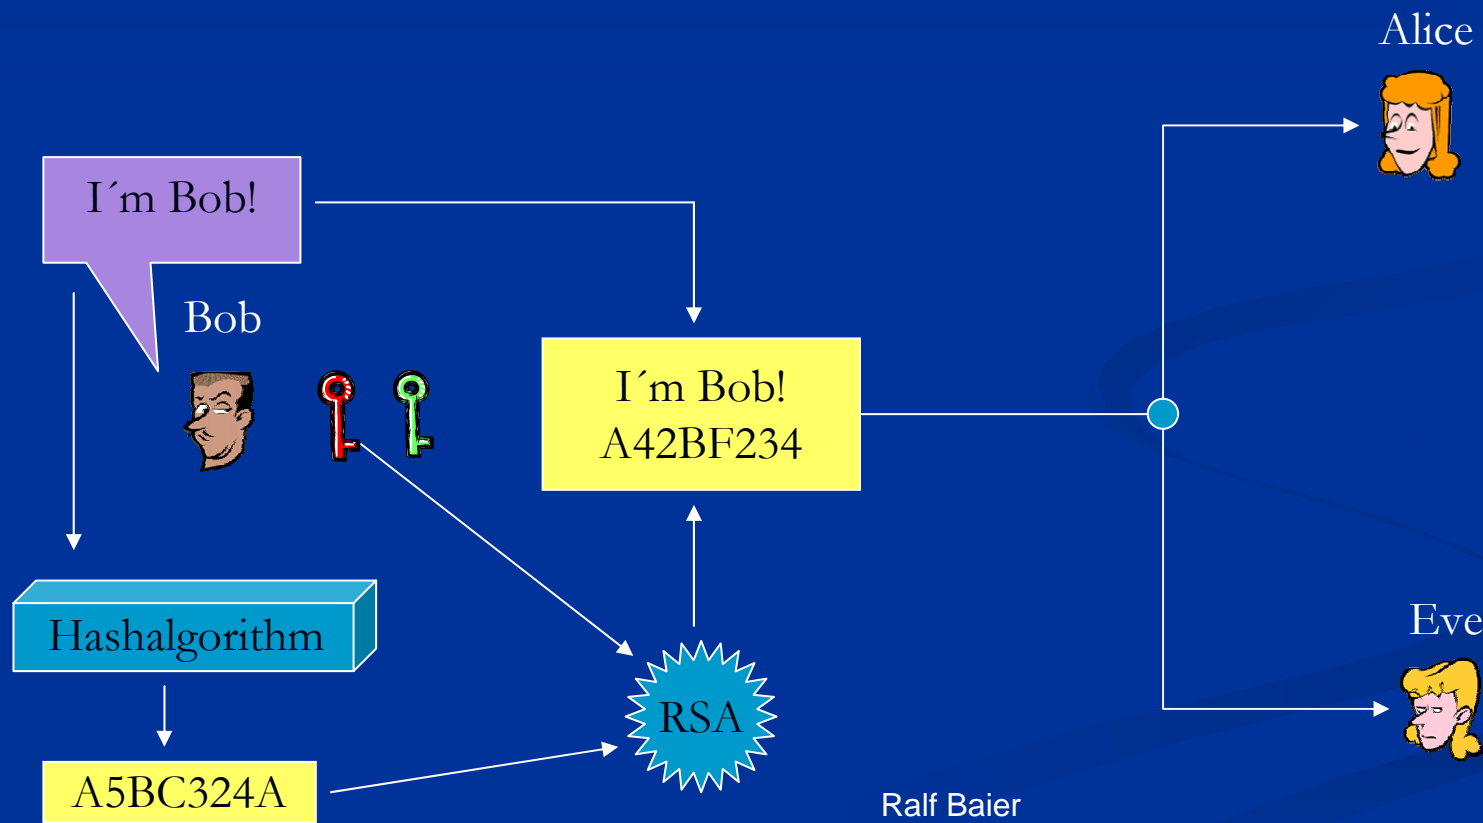 Alice
I´m Bob!
Bob
I´m Bob!
A42BF234
Hashalgorithm
Eve
RSA
A5BC324A
Ralf Baier